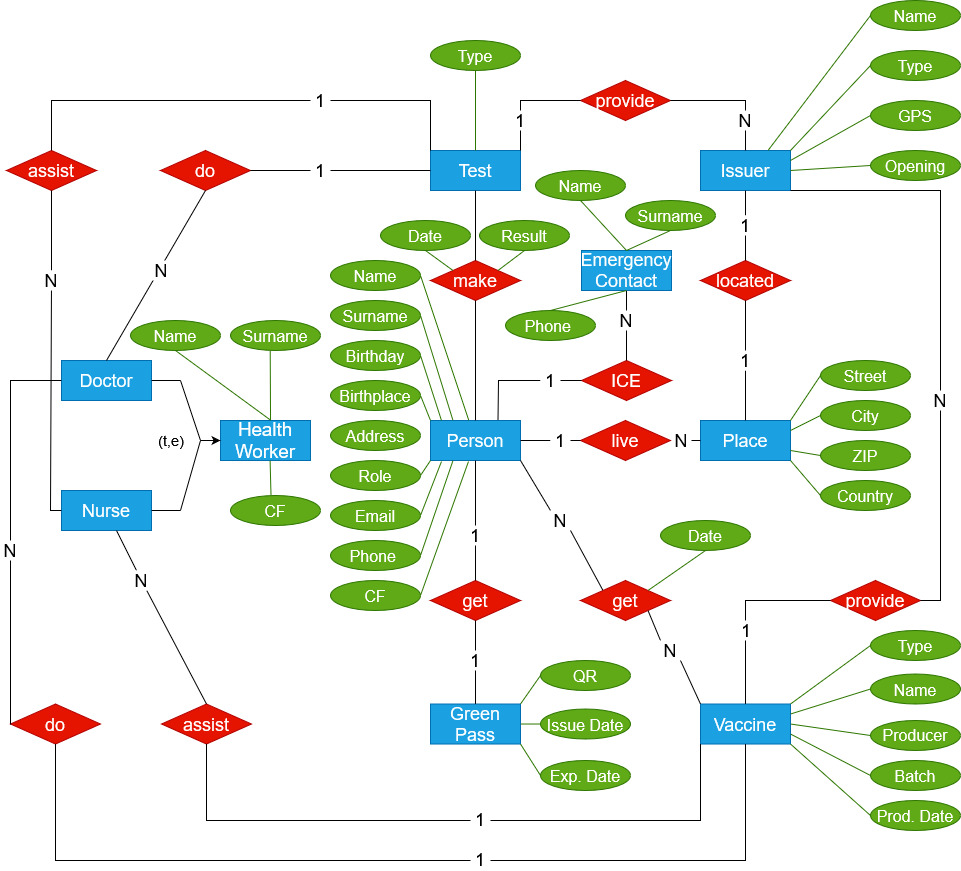 Name
Type
Type
GPS
Opening
1
provide
1
N
assist
do
1
Test
Issuer
Name
Surname
Emergency
Contact
Phone
Date
Result
make
1
located
N
N
Name
Surname
Birthday
Birthplace
Address
Role
Email
Phone
CF
N
ICE
1
1
Name
Surname
Doctor
(t,e)
Health
Worker
CF
Nurse
Person
1
live
N
Place
Street
City
ZIP
Country
N
N
N
1
get
1
N
get
N
Date
provide
1
Green
Pass
QR
Issue Date
Exp. Date
do
assist
Vaccine
Type
Name
Producer
Batch
Prod. Date
1
1